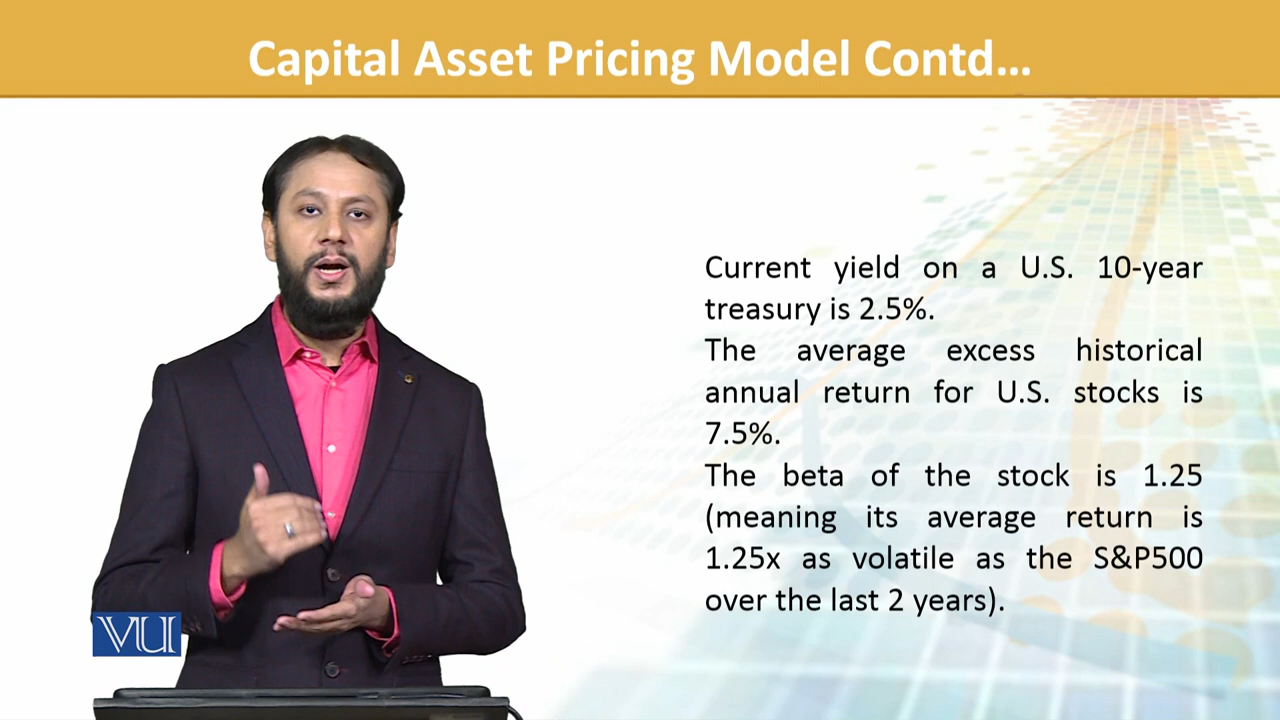 Capital Asset Pricing Model Contd...
Current yield on a U.S. 10-year
treasury is 2.5%.
The average excess historical
annual return for U.S. stocks is
7.5%.
The beta of the stock is 1.25
(meaning its average return is
1.25x as volatile as the S&P500
over the last 2 years).
VU